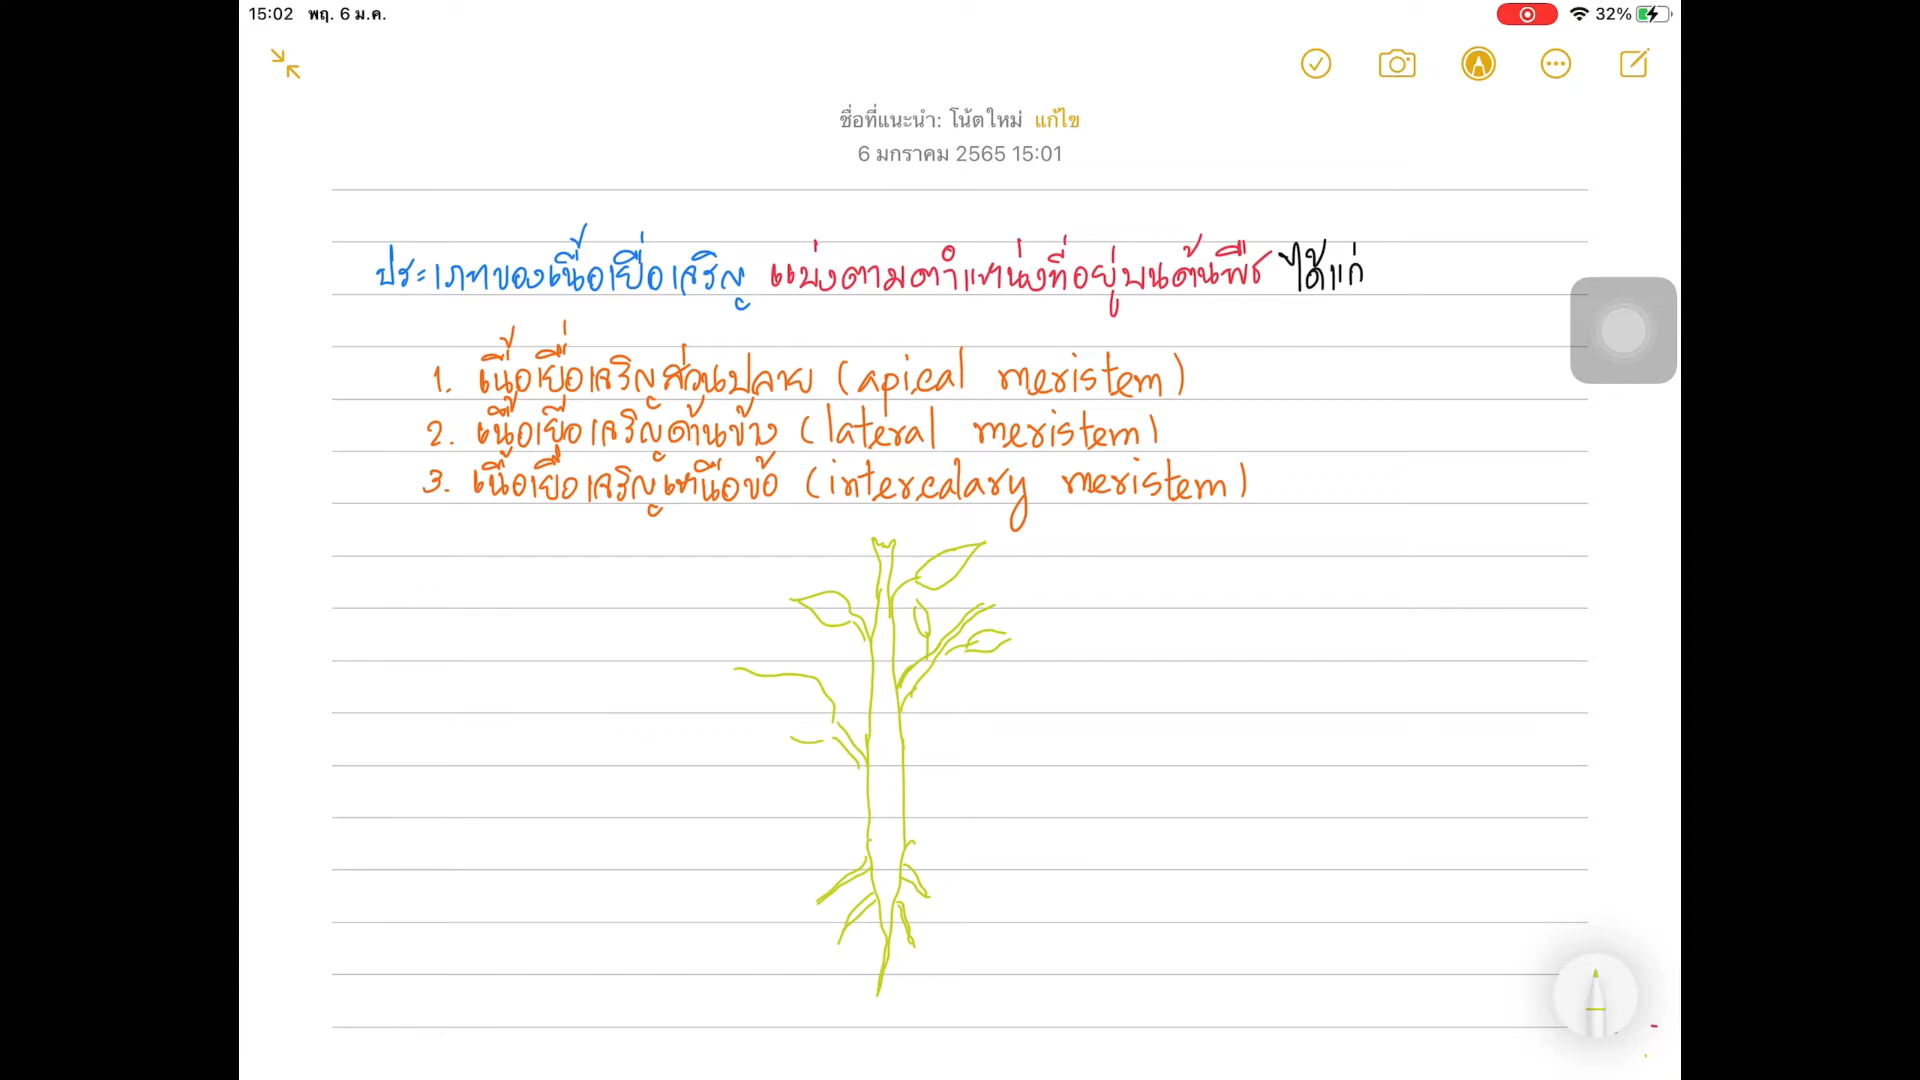 15:02 พฤ. 6 ม.ค.
32%
ชื่อที่แนะนำ: โน้ตใหม่ แก้ไข
6 มกราคม 2565 15:01
ประเภทของเนื้อเยื่อเจริญ แบ่งตามตำแหน่งที่อยู่บนต้นพืช ได้แก่
1. เนื้อเยื่อเจริญส่วนปลาย (apical meristem)
2. เนื้อเยื่อเจริญด้านข้าง (lateral meristem)
3. เนื้อเยื่อเจริญเหนือข้อ (intercalary meristem)